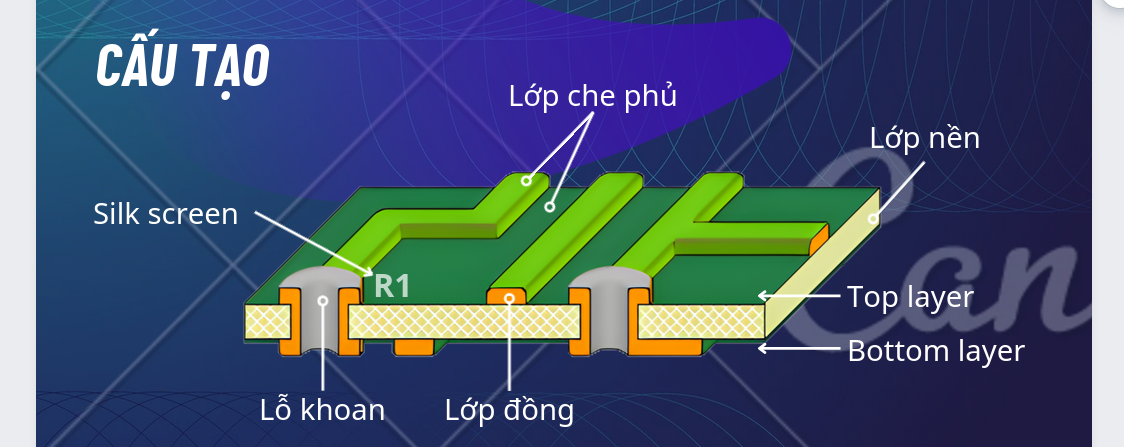 CẤU TẠO
Lớp che phủ
Lớp nền
Silk screen
R1
Top layer
Bottom layer
Lỗ khoan
Lớp đồng
Can